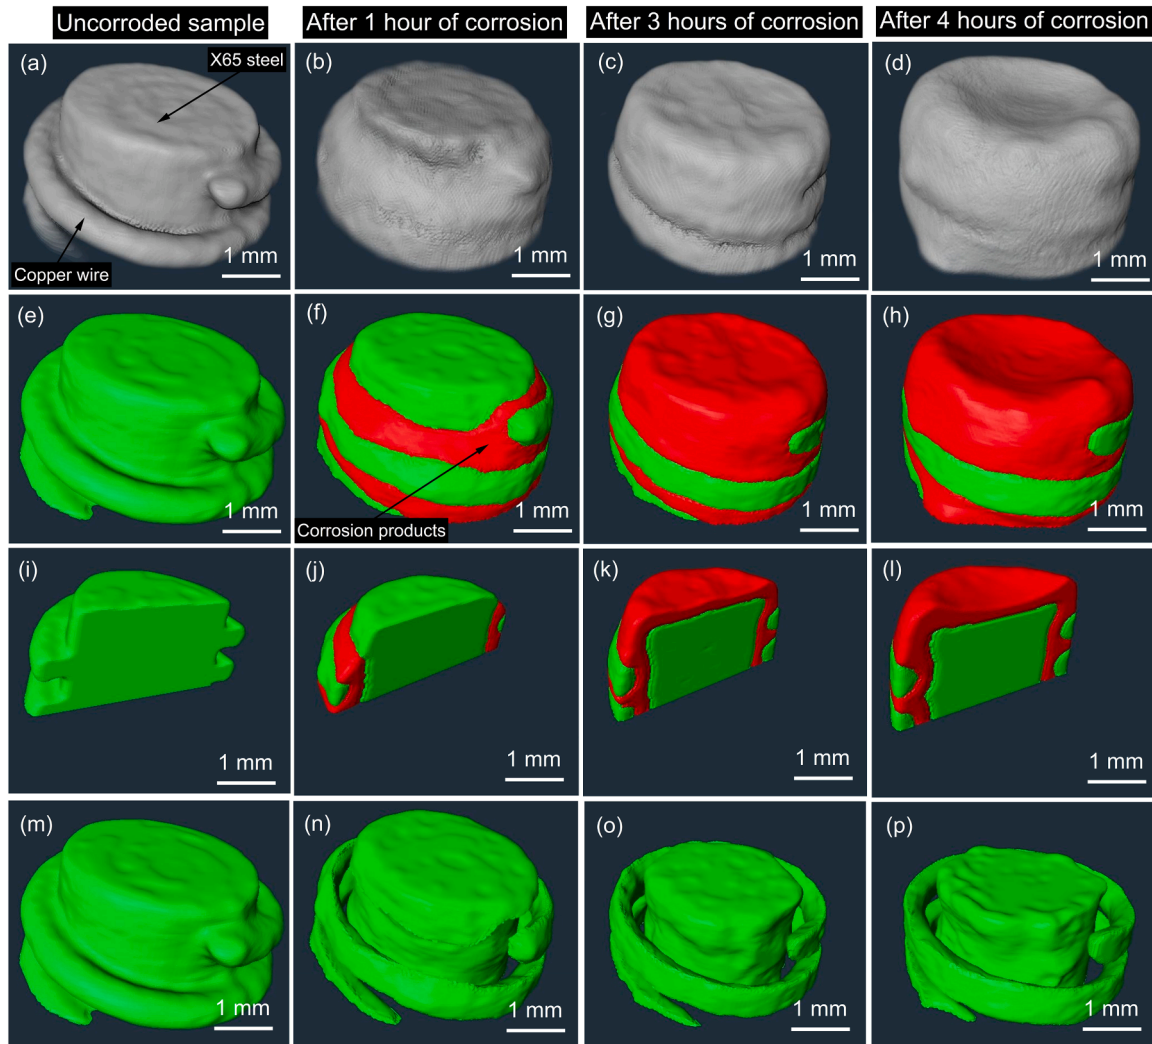 Uncorroded sample
After 1 hour of corrosion
After 3 hours of corrosion
After 4 hours of corrosion
(a)
X65 steel
Copper wire
1 mm
(b)
1 mm
(c)
1 mm
(d)
1 mm
(e)
1 mm
(f)
Corrosion products
1 mm
(g)
1 mm
(h)
1 mm
(i)
1 mm
(j)
1 mm
(k)
1 mm
(l)
1 mm
(m)
1 mm
(n)
1 mm
(o)
1 mm
(p)
1 mm